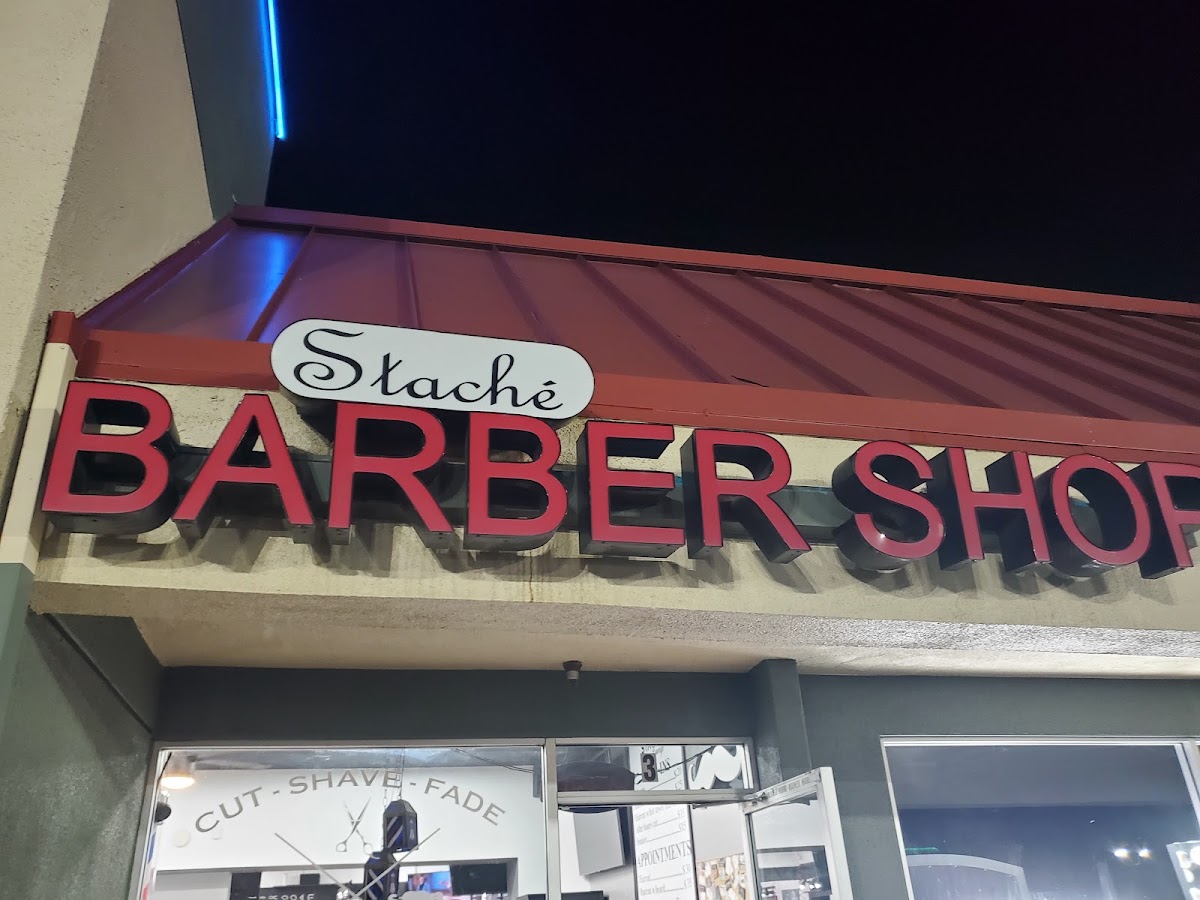 Staché
BARBER SHOP
CUT - SHAVE - FADE
3
APPOINTMENTS